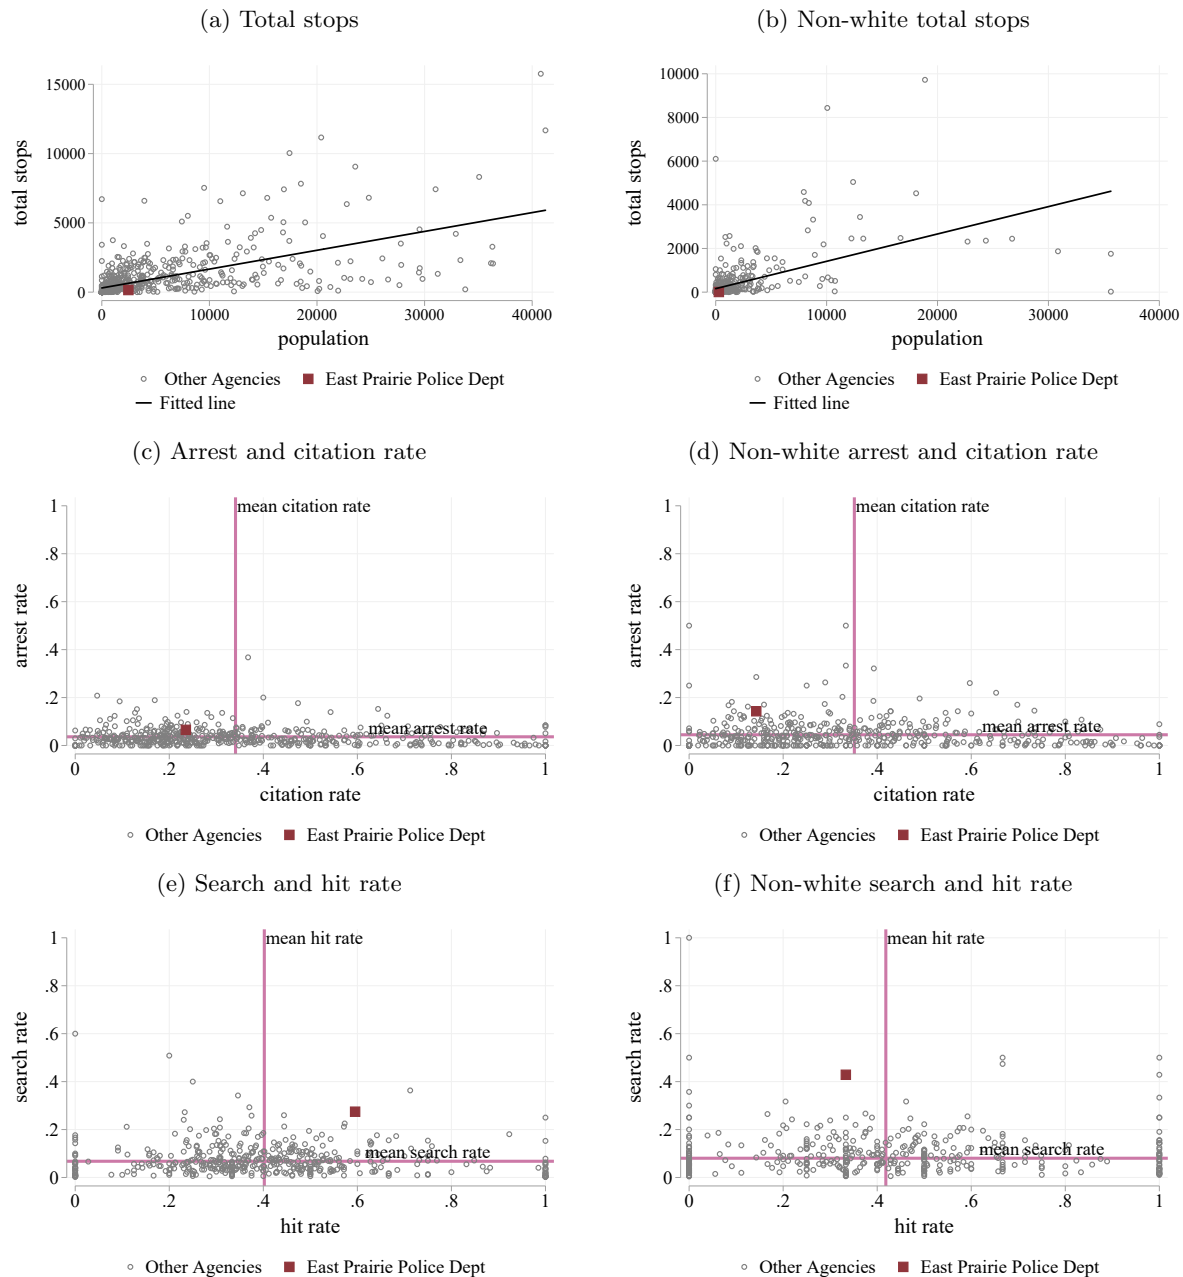 (a) Total stops
(b) Non-white total stops
total stops
15000
10000
5000
0
0
10000
20000
30000
40000
population
Other Agencies
East Prairie Police Dept
Fitted line
total stops
10000
8000
6000
4000
2000
0
0
10000
20000
30000
40000
population
Other Agencies
East Prairie Police Dept
Fitted line
(c) Arrest and citation rate
(d) Non-white arrest and citation rate
arrest rate
1
.8
.6
.4
.2
0
mean citation rate
mean arrest rate
0
.2
.4
.6
.8
1
citation rate
Other Agencies
East Prairie Police Dept
arrest rate
1
.8
.6
.4
.2
0
mean citation rate
mean arrest rate
0
.2
.4
.6
.8
1
citation rate
Other Agencies
East Prairie Police Dept
(e) Search and hit rate
(f) Non-white search and hit rate
search rate
1
.8
.6
.4
.2
0
mean hit rate
mean search rate
0
.2
.4
.6
.8
1
hit rate
Other Agencies
East Prairie Police Dept
search rate
1
.8
.6
.4
.2
0
mean hit rate
mean search rate
0
.2
.4
.6
.8
1
hit rate
Other Agencies
East Prairie Police Dept